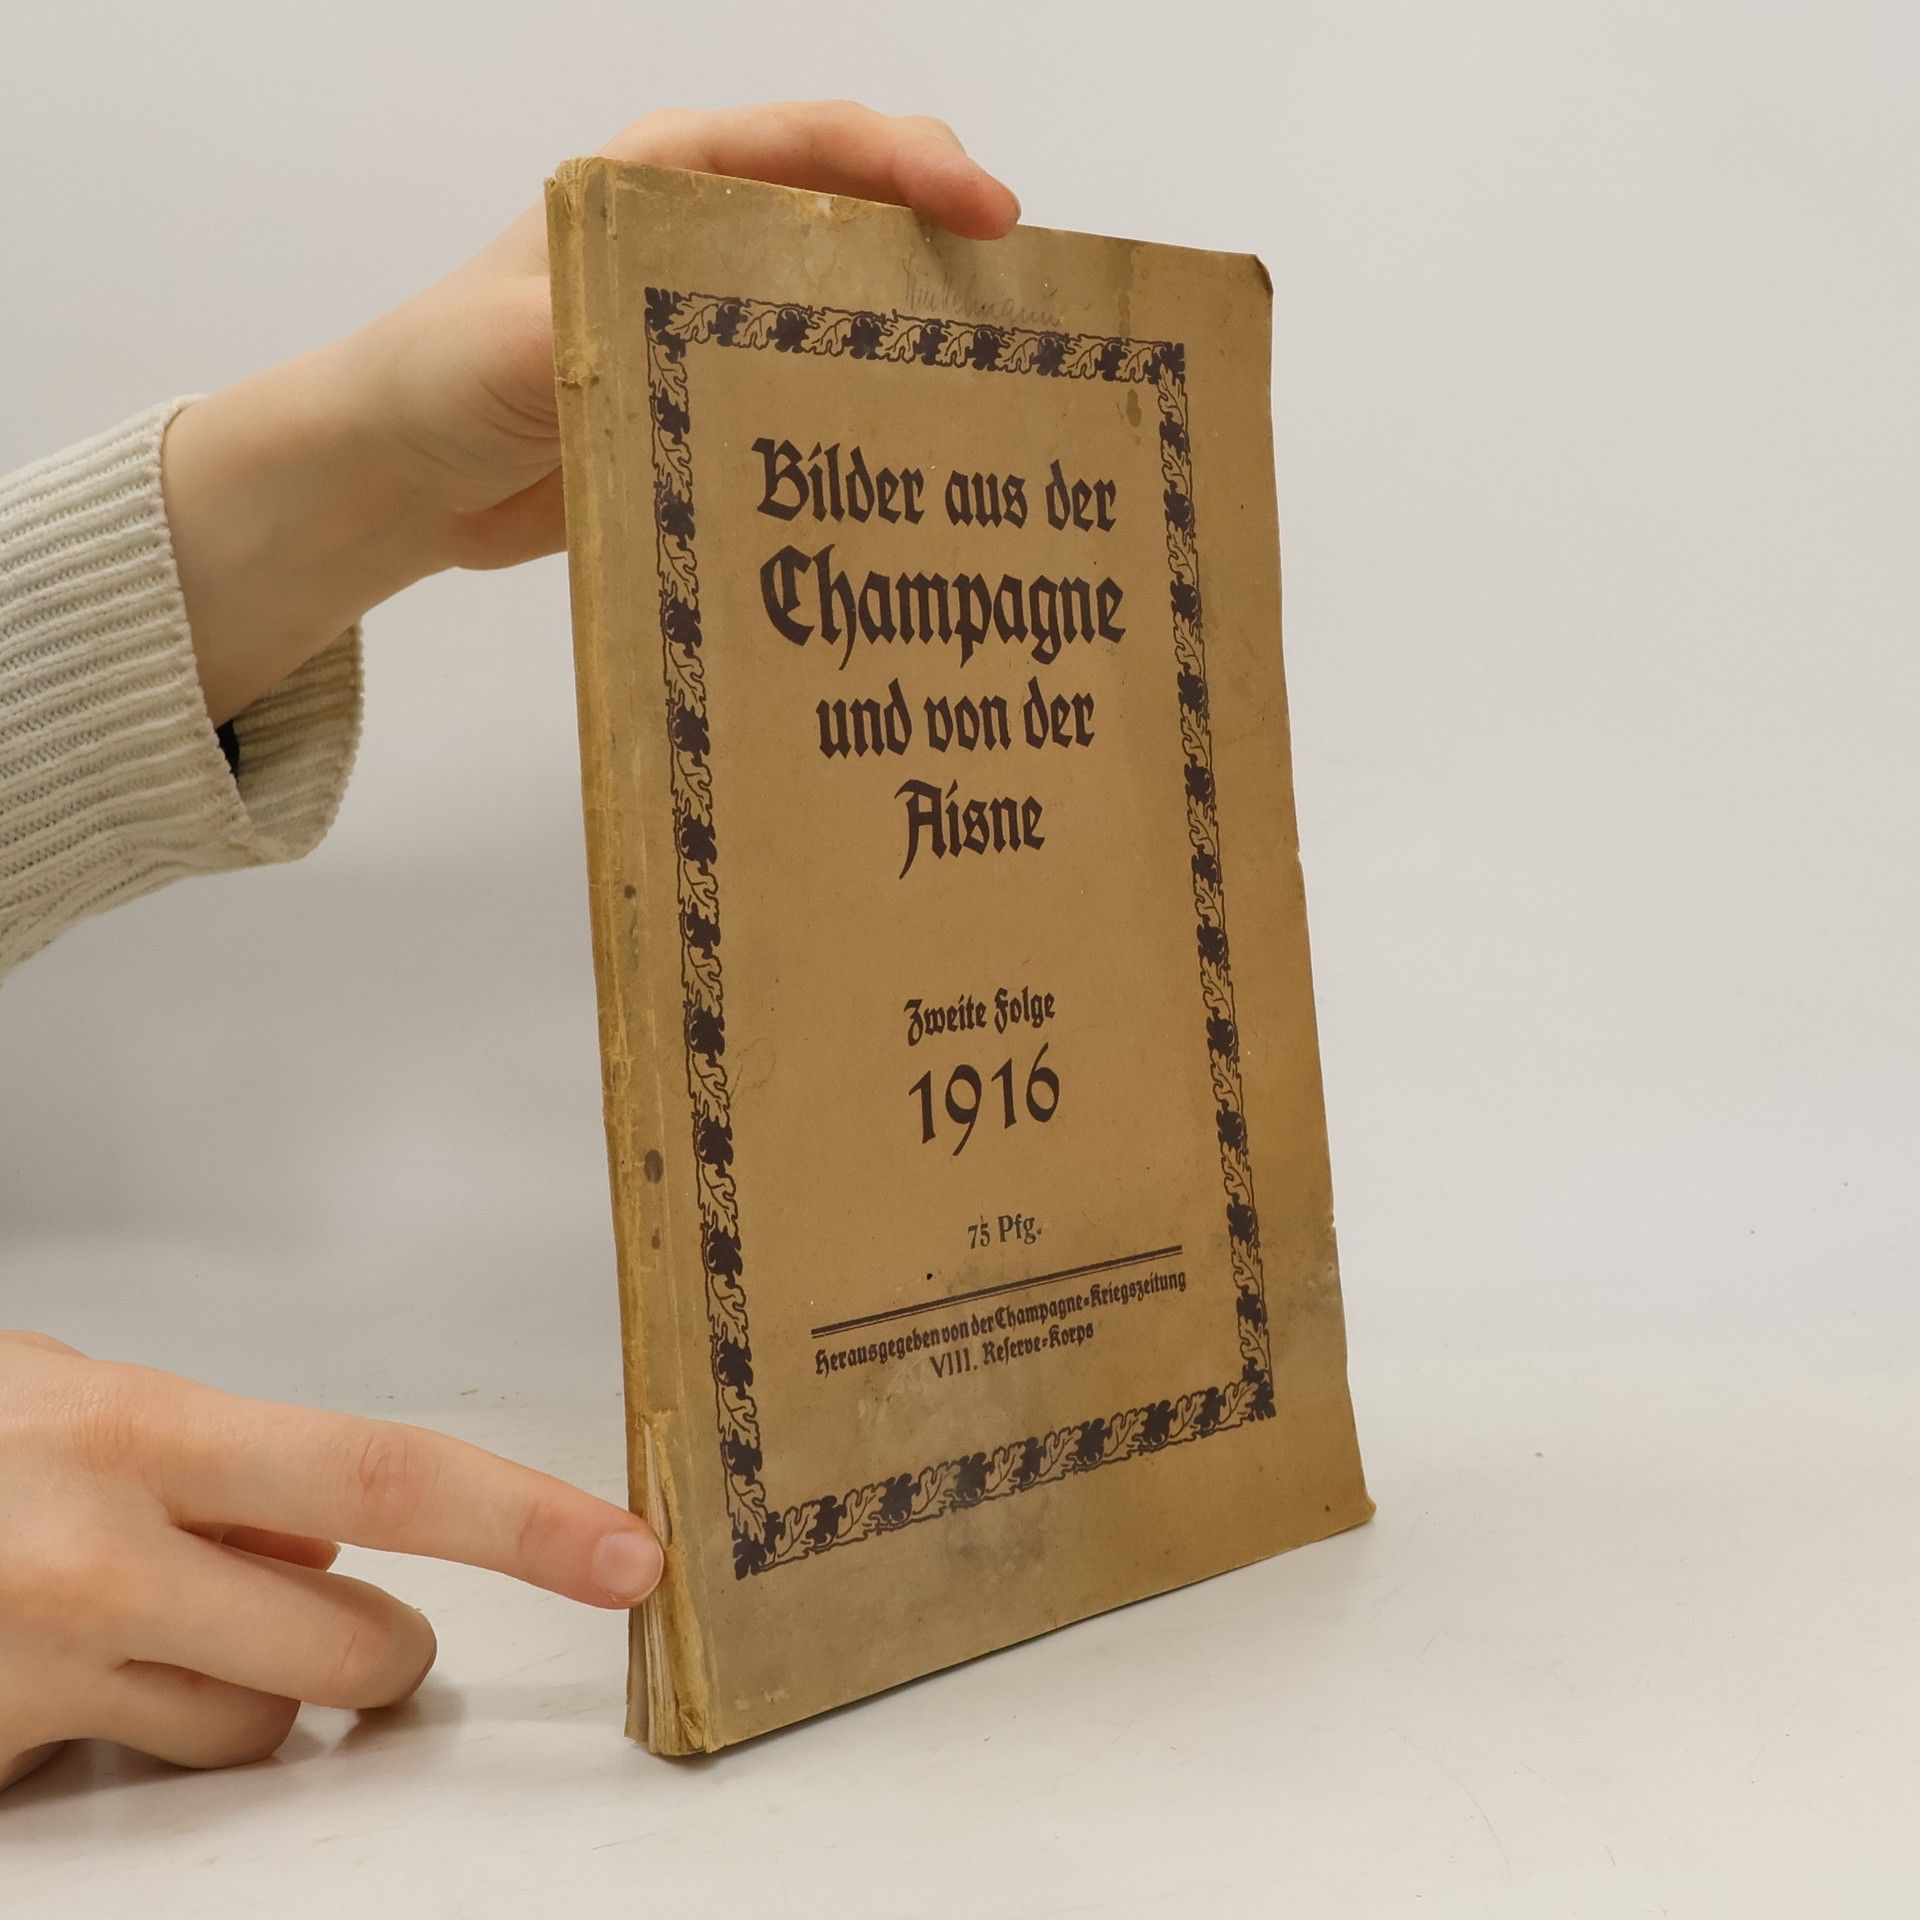 Bilder aus der
Champagne
und von der
Aisne
Zweite Folge
1916
75 Pfg.
Herausgegeben von der Champagne=Kriegszeitung
VIII. Reserve=Korps